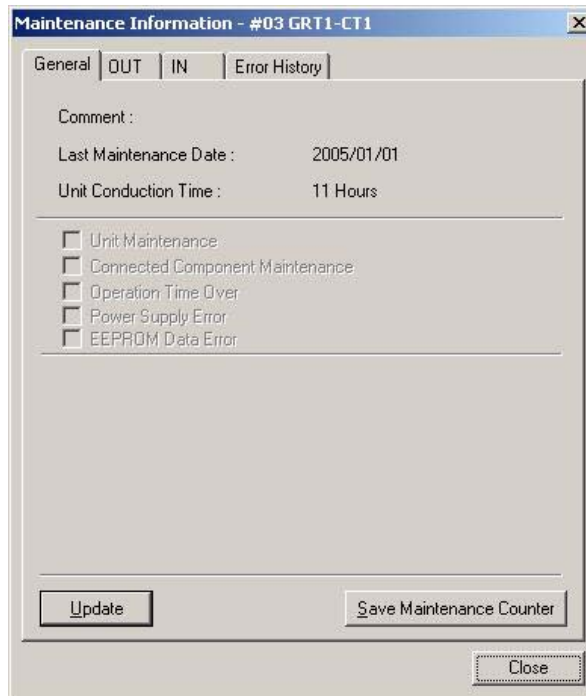 Maintenance Information - #03 GRT1-CT1
General OUT IN Error History
Comment :
Last Maintenance Date : 2005/01/01
Unit Conduction Time : 11 Hours
Unit Maintenance
Connected Component Maintenance
Operation Time Over
Power Supply Error
EEPROM Data Error
Update Save Maintenance Counter
Close